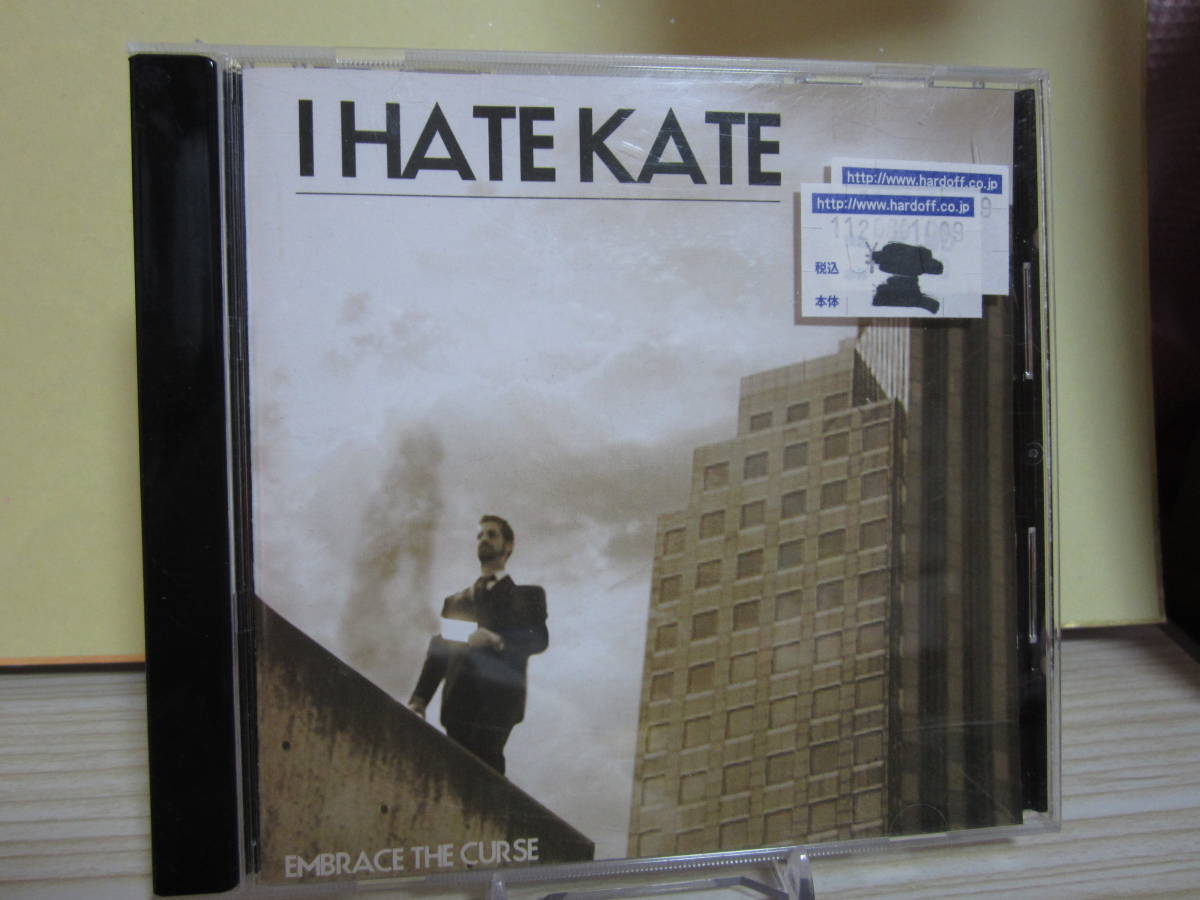 I HATE KATE
http://www.hardoff.co.jp
http://www.hardoff.co.jp
税込
本体
EMBRACE THE CURSE